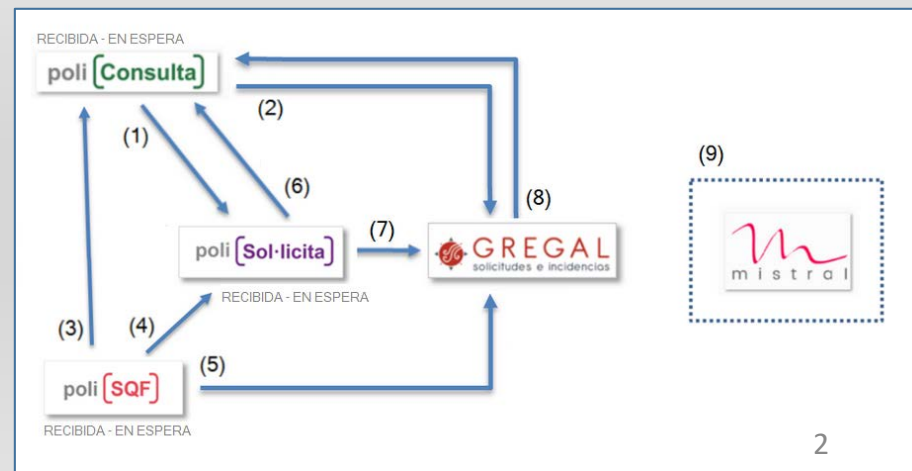 RECIBIDA - EN ESPERA
poli [Consulta]
(1)
(2)
(6)
(9)
poli [Sol·licita]
(7)
GREGAL
solicitudes e incidencias
(8)
mistral
RECIBIDA - EN ESPERA
(3)
(4)
(5)
poli [SQF]
RECIBIDA - EN ESPERA
2